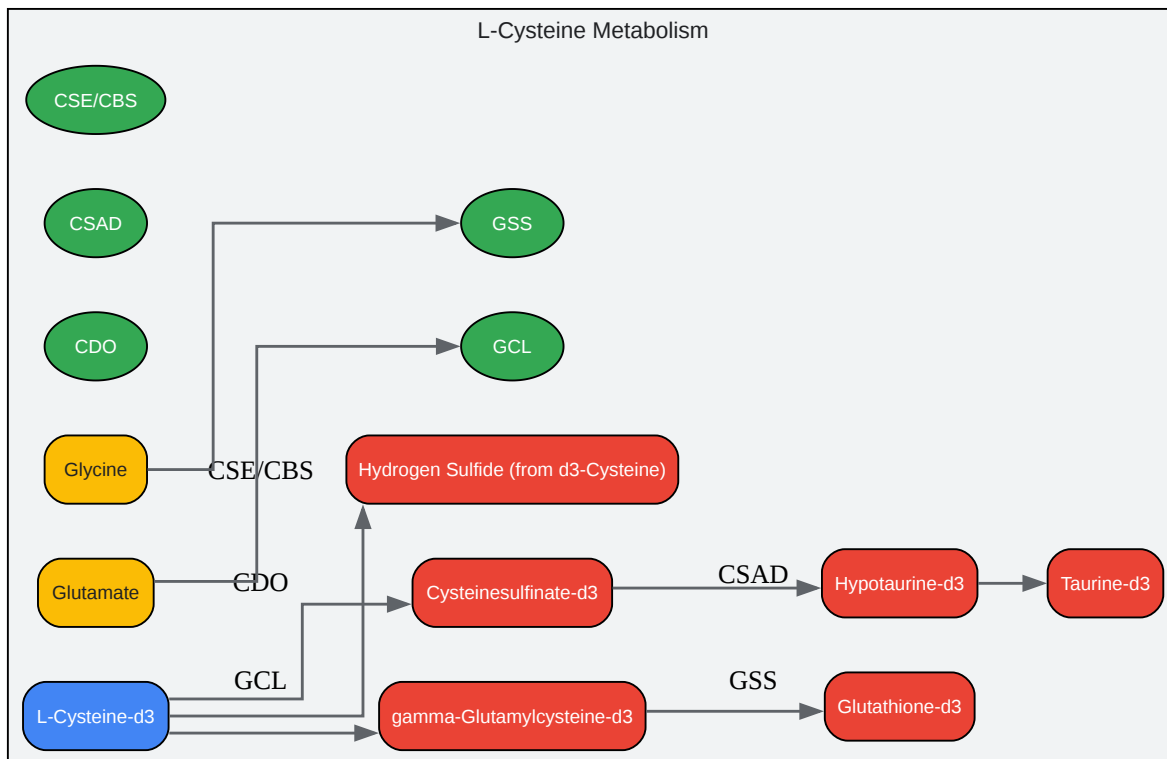 L-Cysteine Metabolism
CSE/CBS
CSAD
GSS
CDO
GCL
Glycine
CSE/CBS
Hydrogen Sulfide (from d3-Cysteine)
Glutamate
CDO
Cysteinesulfinate-d3
CSAD
Hypotaurine-d3
Taurine-d3
L-Cysteine-d3
GCL
gamma-Glutamylcysteine-d3
GSS
Glutathione-d3